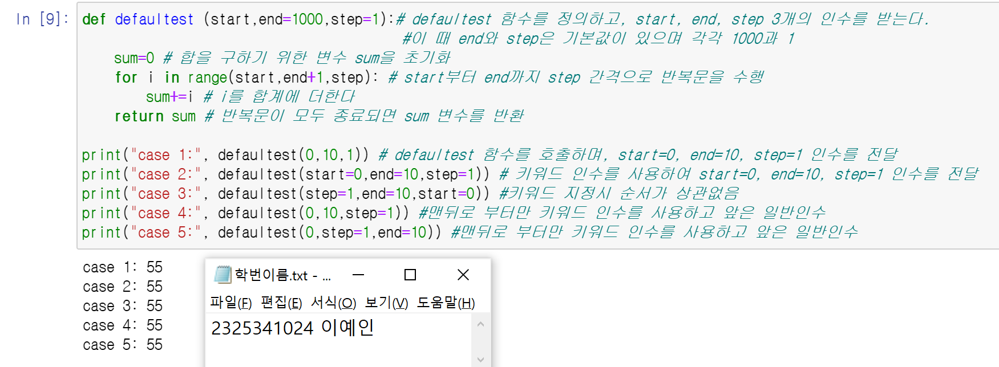 In [9]: def defaultest (start,end=1000,step=1):# defaultest 함수를 정의하고, start, end, step 3개의 인수를 받는다.
#이 때 end와 step은 기본값이 있으며 각각 1000과 1
sum=0 # 합을 구하기 위한 변수 sum을 초기화
for i in range(start,end+1,step): # start부터 end까지 step 간격으로 반복문을 수행
sum+=i # i를 합계에 더한다
return sum # 반복문이 모두 종료되면 sum 변수를 반환
print("case 1:", defaultest(0,10,1)) # defaultest 함수를 호출하며, start=0, end=10, step=1 인수를 전달
print("case 2:", defaultest(start=0,end=10,step=1)) # 키워드 인수를 사용하여 start=0, end=10, step=1 인수를 전달
print("case 3:", defaultest(step=1,end=10,start=0)) #키워드 지정시 순서가 상관없음
print("case 4:", defaultest(0,10,step=1)) #맨뒤로 부터만 키워드 인수를 사용하고 앞은 일반인수
print("case 5:", defaultest(0,step=1,end=10)) #맨뒤로 부터만 키워드 인수를 사용하고 앞은 일반인수
case 1: 55
case 2: 55
case 3: 55
case 4: 55
case 5: 55
학번이름.txt - ...
파일(F) 편집(E) 서식(O) 보기(V) 도움말(H)
2325341024 이예인